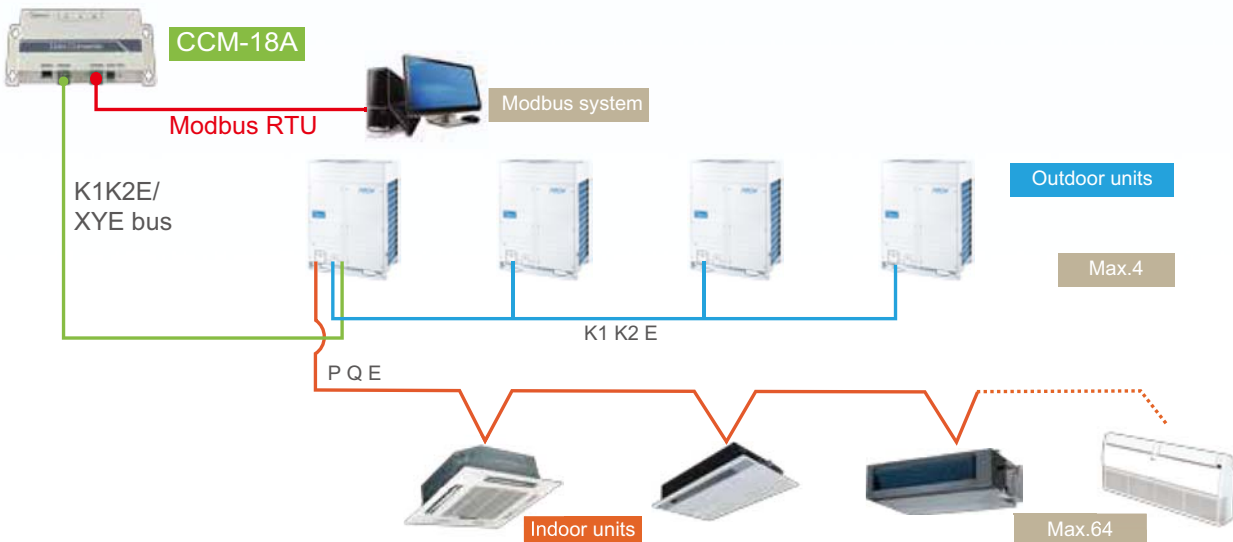 CCM-18A
Modbus RTU
Modbus system
K1K2E/
XYE bus
Outdoor units
Max.4
K1 K2 E
P Q E
Indoor units
Max.64